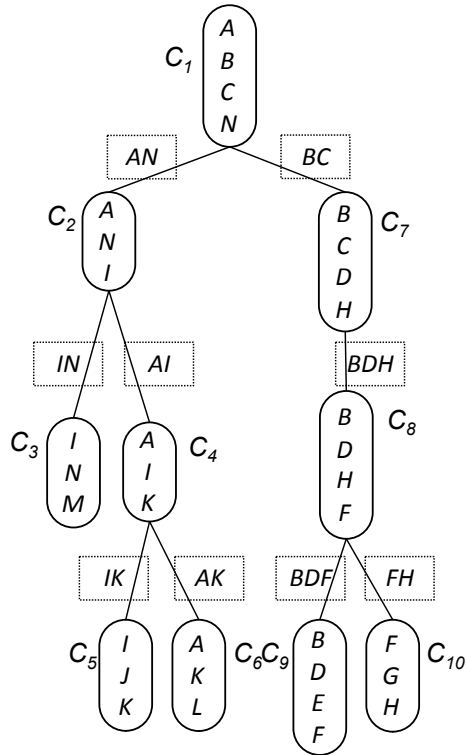 A
B
C
N
C1
AN
BC
C2
A
N
I
B
C
D
H
C7
IN
AI
BDH
C3
I
N
M
A
I
K
C4
B
D
H
F
C8
IK
AK
BDF
FH
C5
I
J
K
A
K
L
C6
C9
B
D
E
F
F
G
H
C10